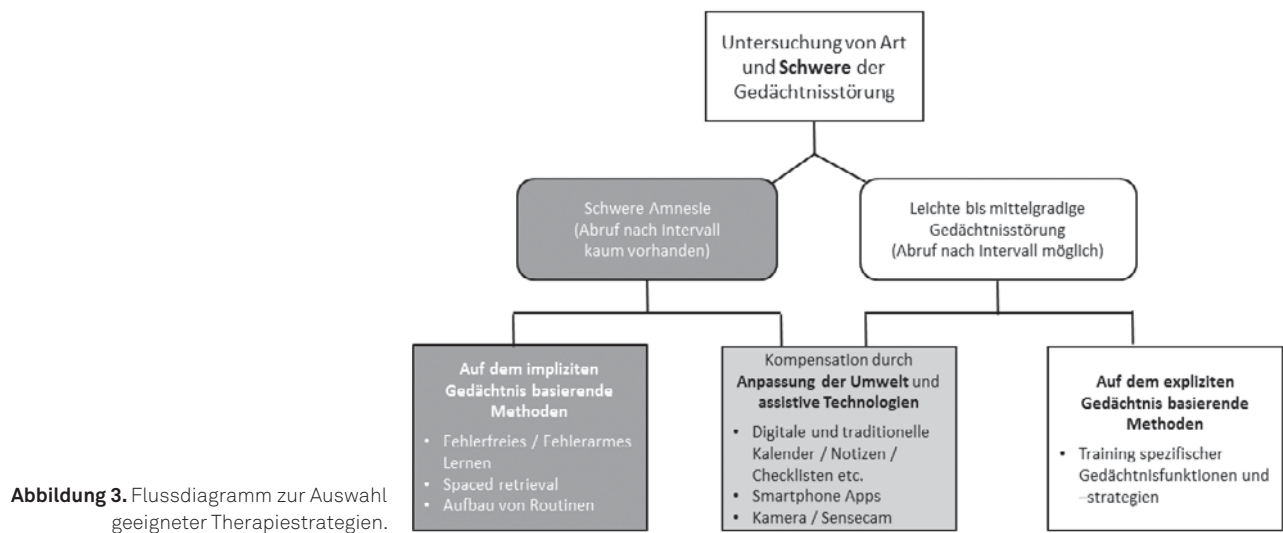 Untersuchung von Art
und Schwere der
Gedächtnisstörung
Schwere Amnesie
(Abruf nach Intervall
kaum vorhanden)
Leichte bis mittelgradige
Gedächtnisstörung
(Abruf nach Intervall möglich)
Auf dem impliziten
Gedächtnis basierende
Methoden
• Fehlerfreies / Fehlerarmes
Lernen
• Spaced retrieval
• Aufbau von Routinen
Kompensation durch
Anpassung der Umwelt und
assistive Technologien
• Digitale und traditionelle
Kalender / Notizen /
Checklisten etc.
• Smartphone Apps
• Kamera / Sensecam
Auf dem expliziten
Gedächtnis basierende
Methoden
• Training spezifischer
Gedächtnisfunktionen und
–strategien
Abbildung 3. Flussdiagramm zur Auswahl
geeigneter Therapiestrategien.